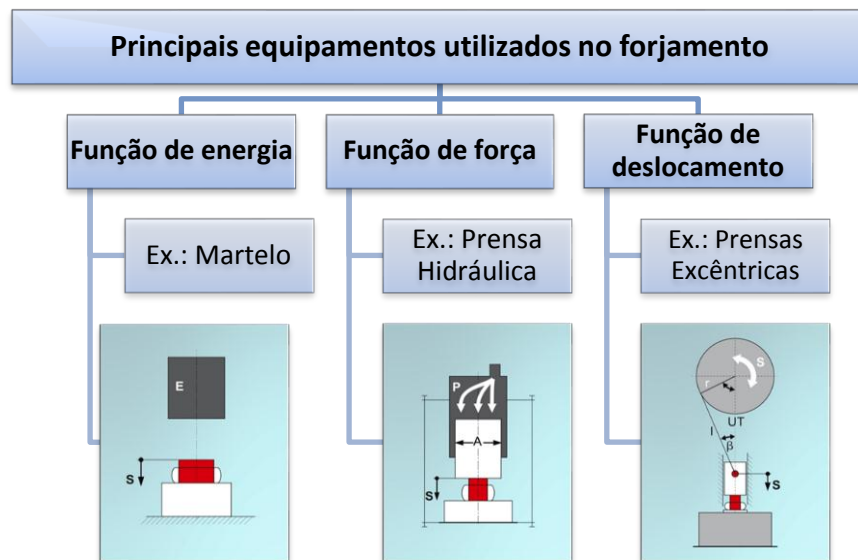 Principais equipamentos utilizados no forjamento
Função de energia
Função de força
Função de
deslocamento
Ex.: Martelo
Ex.: Prensa
Hidráulica
Ex.: Prensas
Excêntricas
E
S
P
A
S
S
r
UT
l
β
S